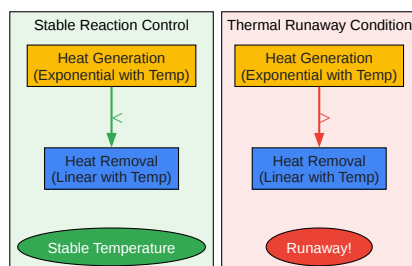 Stable Reaction Control
Heat Generation
(Exponential with Temp)
<
Heat Removal
(Linear with Temp)
Stable Temperature
Thermal Runaway Condition
Heat Generation
(Exponential with Temp)
>
Heat Removal
(Linear with Temp)
Runaway!